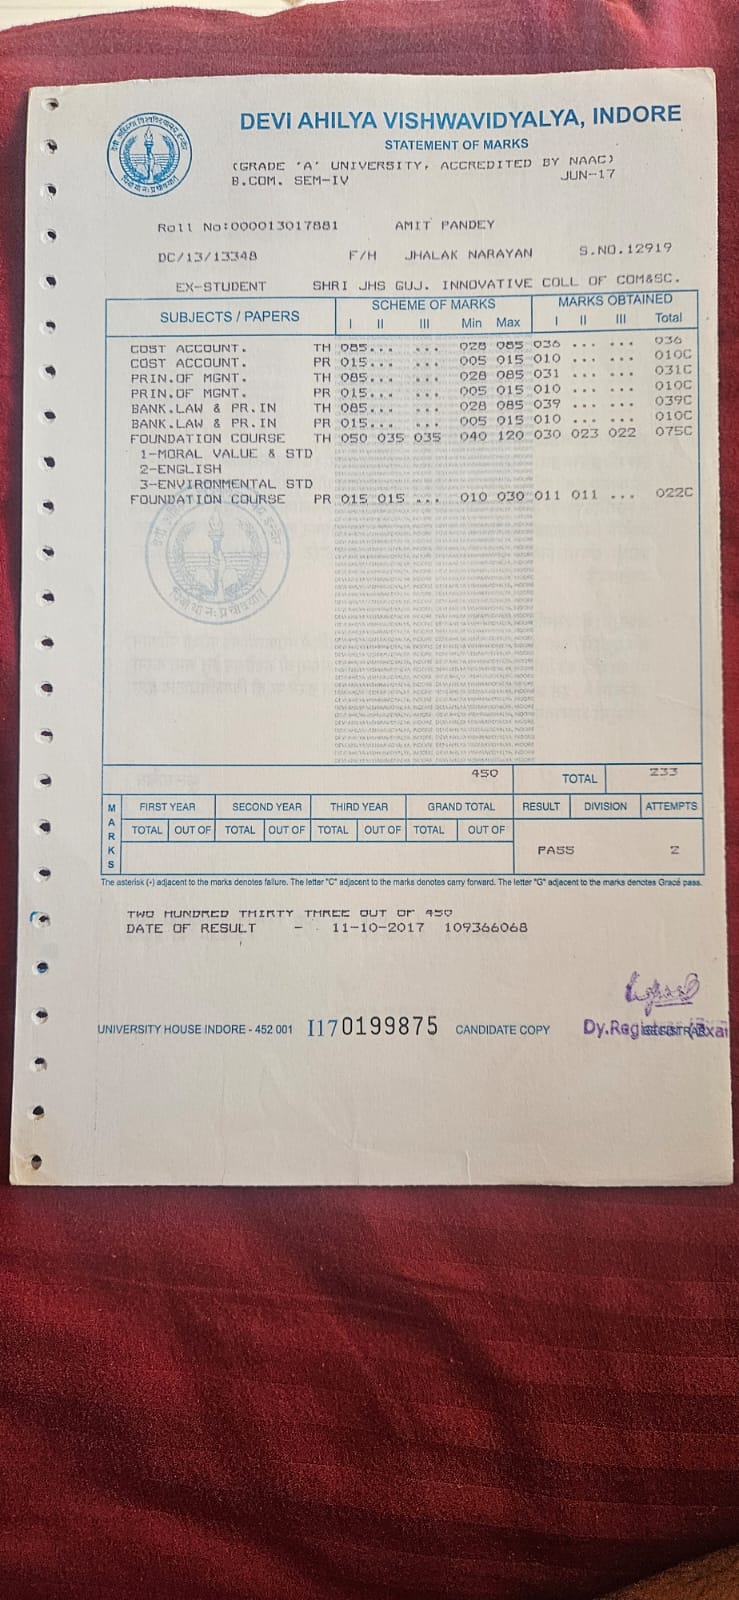 DEVI AHILYA VISHWAVIDYALYA, INDORE
STATEMENT OF MARKS
(GRADE 'A' UNIVERSITY, ACCREDITED BY NAAC)
B.COM. SEM-IV JUN-17
Roll No:000013017881 AMIT PANDEY
DC/13/13348 F/H JHALAK NARAYAN S.NO.12919
EX-STUDENT SHRI JHS GUJ. INNOVATIVE COLL OF COM&SC.
SUBJECTS / PAPERS SCHEME OF MARKS MARKS OBTAINED
I II III Min Max I II III Total
COST ACCOUNT. TH 085... ... 028 085 036 ... ... 036
COST ACCOUNT. PR 015... ... 005 015 010 ... ... 010C
PRIN.OF MGNT. TH 085... ... 028 085 031 ... ... 031C
PRIN.OF MGNT. PR 015... ... 005 015 010 ... ... 010C
BANK.LAW & PR.IN TH 085... ... 028 085 039 ... ... 039C
BANK.LAW & PR.IN PR 015... ... 005 015 010 ... ... 010C
FOUNDATION COURSE TH 050 035 035 040 120 030 023 022 075C
1-MORAL VALUE & STD
2-ENGLISH
3-ENVIRONMENTAL STD
FOUNDATION COURSE PR 015 015 ... 010 030 011 011 ... 022C
450 TOTAL 233
MARKS FIRST YEAR SECOND YEAR THIRD YEAR GRAND TOTAL RESULT DIVISION ATTEMPTS
TOTAL OUT OF TOTAL OUT OF TOTAL OUT OF TOTAL OUT OF
PASS 2
The asterisk (*) adjacent to the marks denotes failure. The letter "C" adjacent to the marks denotes carry forward. The letter "G" adjacent to the marks denotes Grace pass.
TWO HUNDRED THIRTY THREE OUT OF 450
DATE OF RESULT - 11-10-2017 109366068
UNIVERSITY HOUSE INDORE - 452 001 I170199875 CANDIDATE COPY
Dy.Registrar (Exa